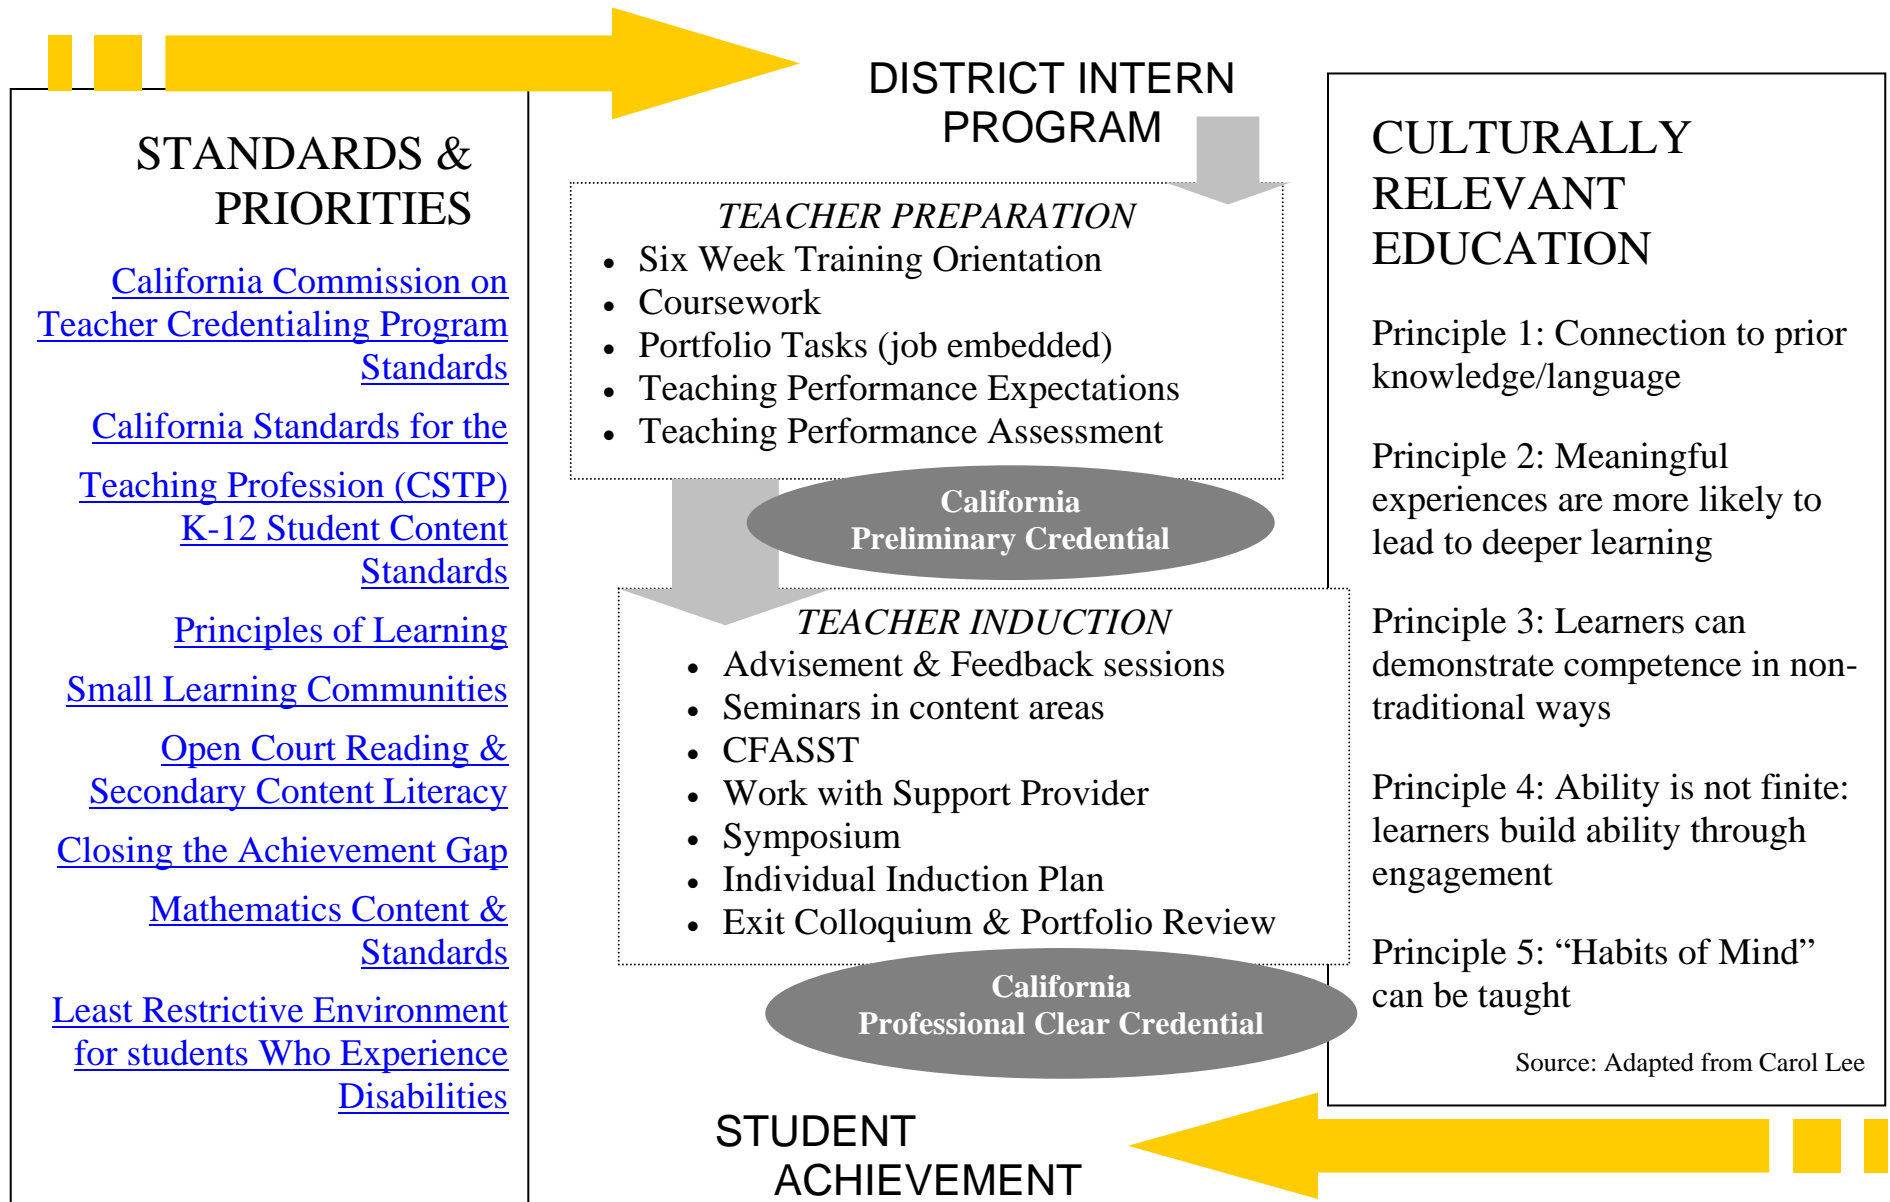 STANDARDS &
PRIORITIES
California Commission on
Teacher Credentialing Program
Standards
California Standards for the
Teaching Profession (CSTP)
K-12 Student Content
Standards
Principles of Learning
Small Learning Communities
Open Court Reading &
Secondary Content Literacy
Closing the Achievement Gap
Mathematics Content &
Standards
Least Restrictive Environment
for students Who Experience
Disabilities
DISTRICT INTERN
PROGRAM
TEACHER PREPARATION
• Six Week Training Orientation
• Coursework
• Portfolio Tasks (job embedded)
• Teaching Performance Expectations
• Teaching Performance Assessment
California
Preliminary Credential
TEACHER INDUCTION
• Advisement & Feedback sessions
• Seminars in content areas
• CFASST
• Work with Support Provider
• Symposium
• Individual Induction Plan
• Exit Colloquium & Portfolio Review
California
Professional Clear Credential
STUDENT
ACHIEVEMENT
CULTURALLY
RELEVANT
EDUCATION
Principle 1: Connection to prior
knowledge/language
Principle 2: Meaningful
experiences are more likely to
lead to deeper learning
Principle 3: Learners can
demonstrate competence in non-
traditional ways
Principle 4: Ability is not finite:
learners build ability through
engagement
Principle 5: “Habits of Mind”
can be taught
Source: Adapted from Carol Lee